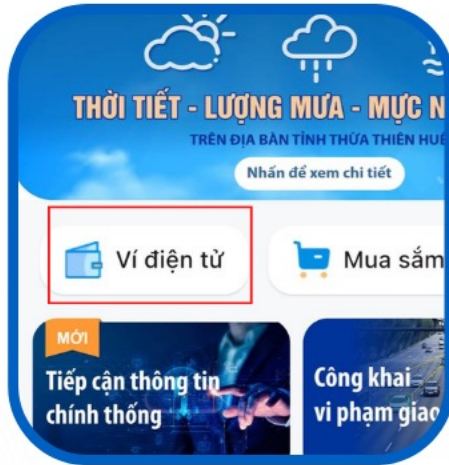 THỜI TIẾT - LƯỢNG MƯA - MỰC N
TRÊN ĐỊA BÀN TỈNH THỪA THIÊN HUẾ
Nhấn để xem chi tiết
Ví điện tử
Mua sắm
MỚI
Tiếp cận thông tin
chính thống
Công khai
vi phạm giao